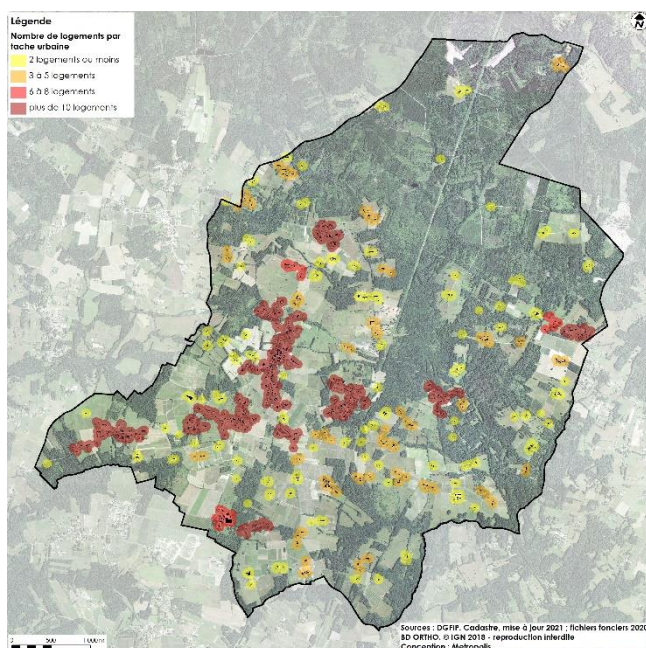 Légende
Nombre de logements par
tache urbaine
2 logements ou moins
3 à 5 logements
6 à 8 logements
plus de 10 logements
N
0 500 1 000 m
Sources : DGFIP, Cadastre, mise à jour 2021 ; fichiers fonciers 2020
BD ORTHO, © IGN 2018 - reproduction interdite
Conception : Metropolis